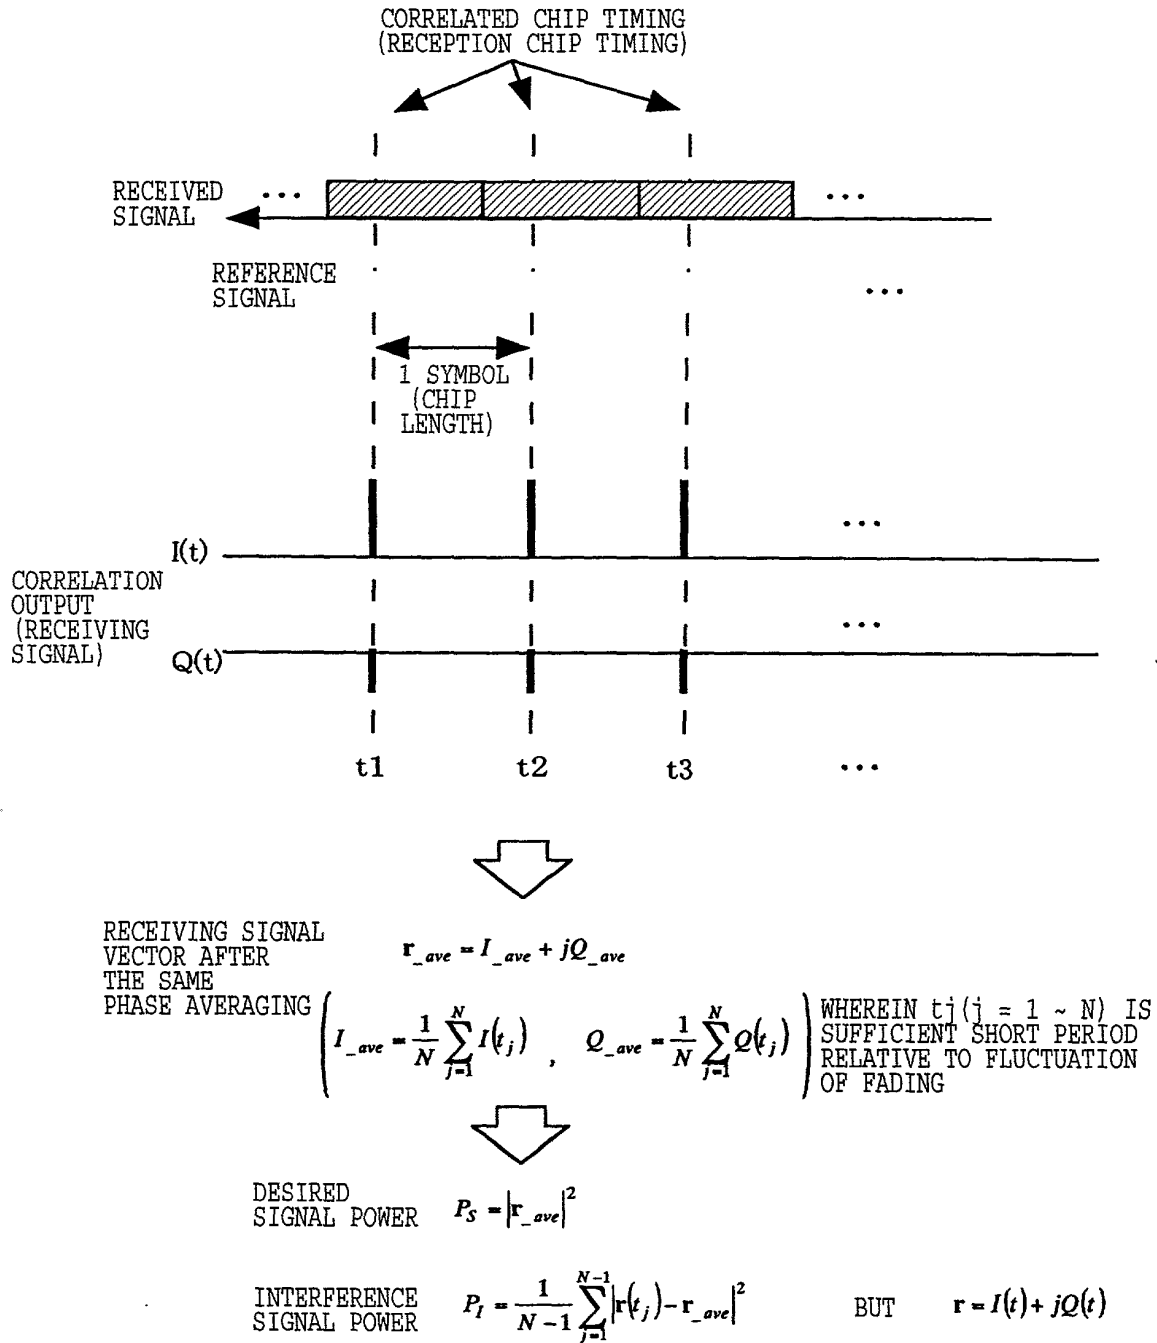 CORRELATED CHIP TIMING
(RECEPTION CHIP TIMING)
RECEIVED
SIGNAL
...
...
REFERENCE
SIGNAL
...
1 SYMBOL
(CHIP
LENGTH)
...
I(t)
CORRELATION
OUTPUT
(RECEIVING
SIGNAL)
...
Q(t)
t1 t2 t3 ...
RECEIVING SIGNAL
VECTOR AFTER
THE SAME
PHASE AVERAGING
r_ave = I_ave + jQ_ave
( I_ave = 1/N ∑_{j=1}^{N} I(t_j) , Q_ave = 1/N ∑_{j=1}^{N} Q(t_j) )
WHEREIN tj(j = 1 ~ N) IS
SUFFICIENT SHORT PERIOD
RELATIVE TO FLUCTUATION
OF FADING
DESIRED
SIGNAL POWER
P_S = |r_ave|^2
INTERFERENCE
SIGNAL POWER
P_I = 1/(N-1) ∑_{j=1}^{N-1} |r(t_j) - r_ave|^2
BUT r = I(t) + jQ(t)